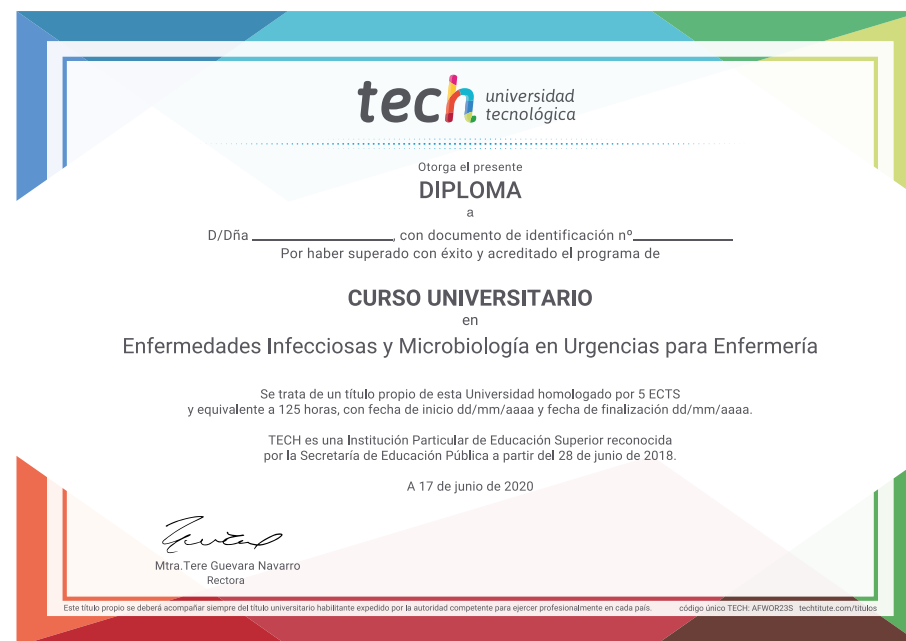 tech universidad
tecnológica
Otorga el presente
DIPLOMA
a
D/Dña ____________________, con documento de identificación nº______________
Por haber superado con éxito y acreditado el programa de
CURSO UNIVERSITARIO
en
Enfermedades Infecciosas y Microbiología en Urgencias para Enfermería
Se trata de un título propio de esta Universidad homologado por 5 ECTS
y equivalente a 125 horas, con fecha de inicio dd/mm/aaaa y fecha de finalización dd/mm/aaaa.
TECH es una Institución Particular de Educación Superior reconocida
por la Secretaría de Educación Pública a partir del 28 de junio de 2018.
A 17 de junio de 2020
Mtra.Tere Guevara Navarro
Rectora
Este título propio se deberá acompañar siempre del título universitario habilitante expedido por la autoridad competente para ejercer profesionalmente en cada país. código único TECH: AFWOR23S techtitute.com/titulos